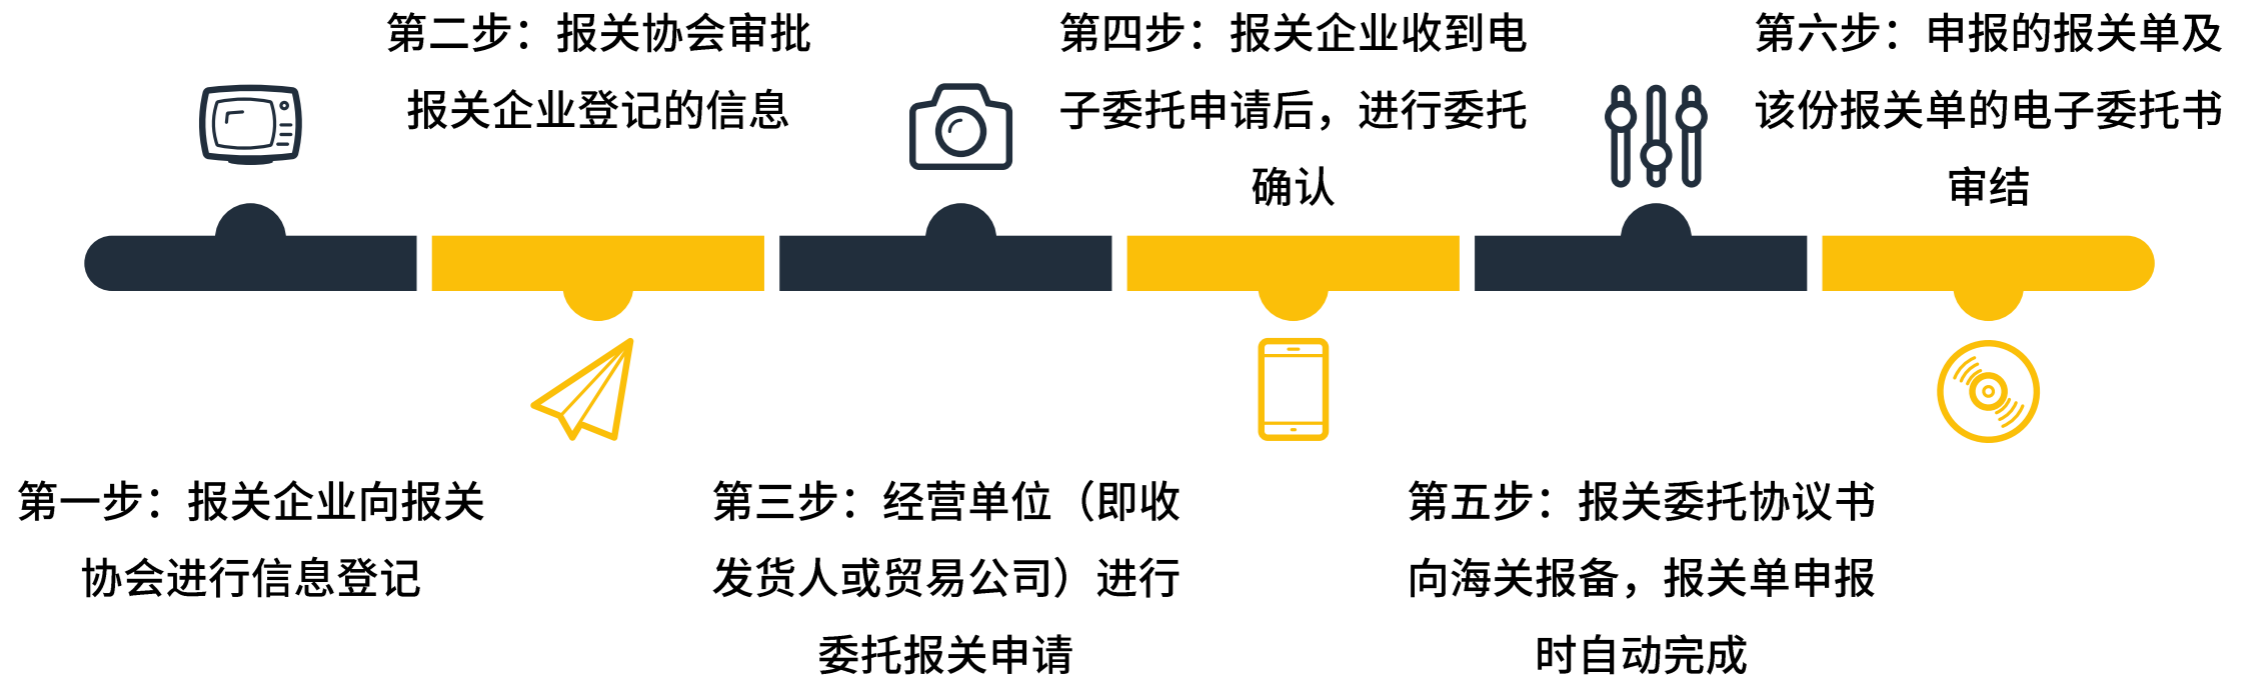 第一步：报关企业向报关
协会进行信息登记
第二步：报关协会审批
报关企业登记的信息
第三步：经营单位（即收
发货人或贸易公司）进行
委托报关申请
第四步：报关企业收到电
子委托申请后，进行委托
确认
第五步：报关委托协议书
向海关报备，报关单申报
时自动完成
第六步：申报的报关单及
该份报关单的电子委托书
审结